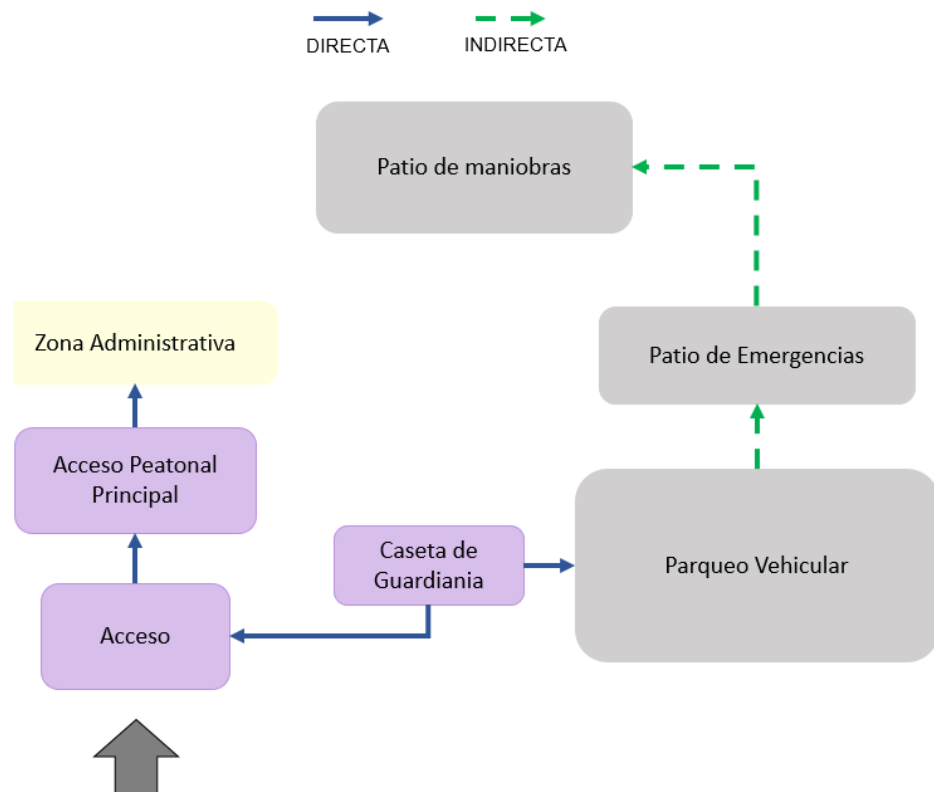 DIRECTA
INDIRECTA
Patio de maniobras
Zona Administrativa
Patio de Emergencias
Acceso Peatonal
Principal
Caseta de
Guardiania
Parqueo Vehicular
Acceso